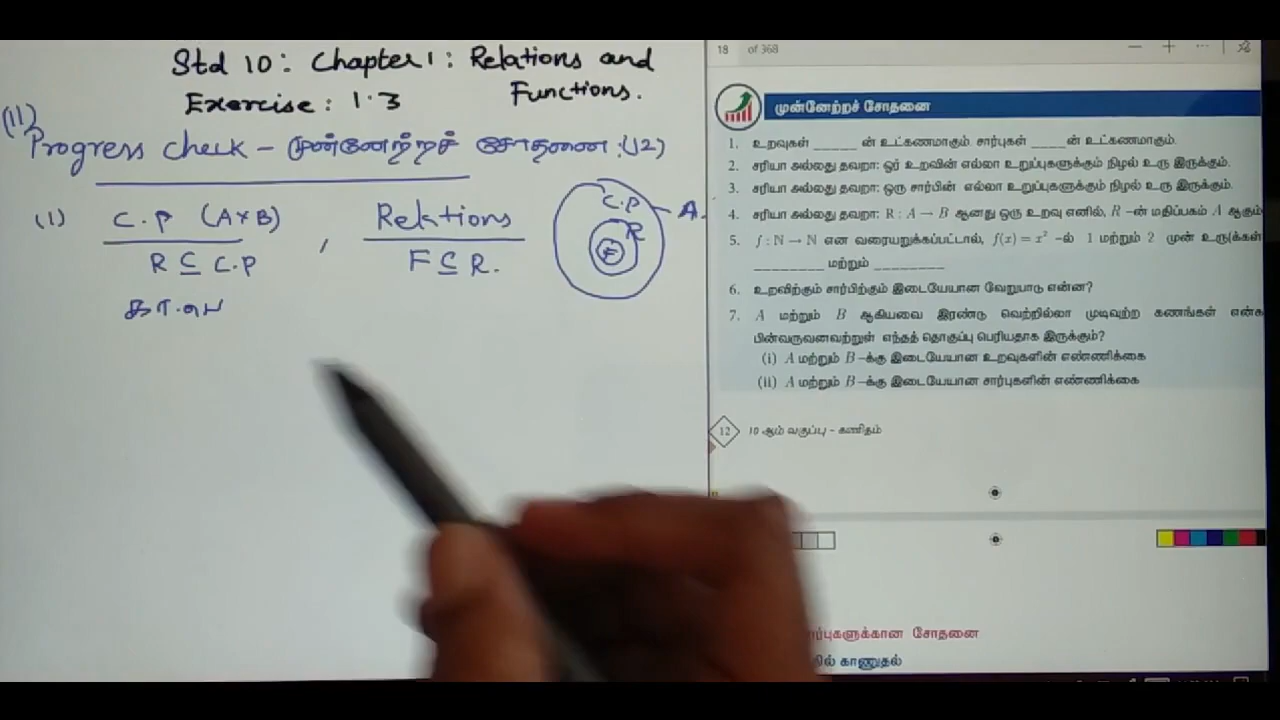 Std 10: Chapter 1: Relations and
Functions.
Exercise: 1.3
(11)
Progress check - முன்னேற்றச் சோதனை :(12)
(1) C.P (A×B) , Relations
R ⊆ C.P F ⊆ R.
C.P
R
F
A.
கா.பெ
18 of 368
முன்னேற்றச் சோதனை
1. உறவுகள் ______ ன் உட்கணமாகும் சார்புகள் _____ன் உட்கணமாகும்.
2. சரியா அல்லது தவறா: ஓர் உறவின் எல்லா உறுப்புகளுக்கும் நிழல் உரு இருக்கும்.
3. சரியா அல்லது தவறா: ஒரு சார்பின் எல்லா உறுப்புகளுக்கும் நிழல் உரு இருக்கும்.
4. சரியா அல்லது தவறா: R : A → B ஆனது ஒரு உறவு எனில், R -ன் மதிப்பகம் A ஆகும்
5. f : ℕ → ℕ என வரையறுக்கப்பட்டால், f(x) = x² -ல் 1 மற்றும் 2 முன் உரு(க்கள்
________ மற்றும் ________
6. உறவிற்கும் சார்பிற்கும் இடையேயான வேறுபாடு என்ன?
7. A மற்றும் B ஆகியவை இரண்டு வெற்றில்லா முடிவுற்ற கணங்கள் என்க
பின்வருவனவற்றுள் எந்தத் தொகுப்பு பெரியதாக இருக்கும்?
(i) A மற்றும் B -க்கு இடையேயான உறவுகளின் எண்ணிக்கை
(ii) A மற்றும் B -க்கு இடையேயான சார்புகளின் எண்ணிக்கை
12 10 ஆம் வகுப்பு - கணிதம்
சார்புகளுக்கான சோதனை
காணுதல்